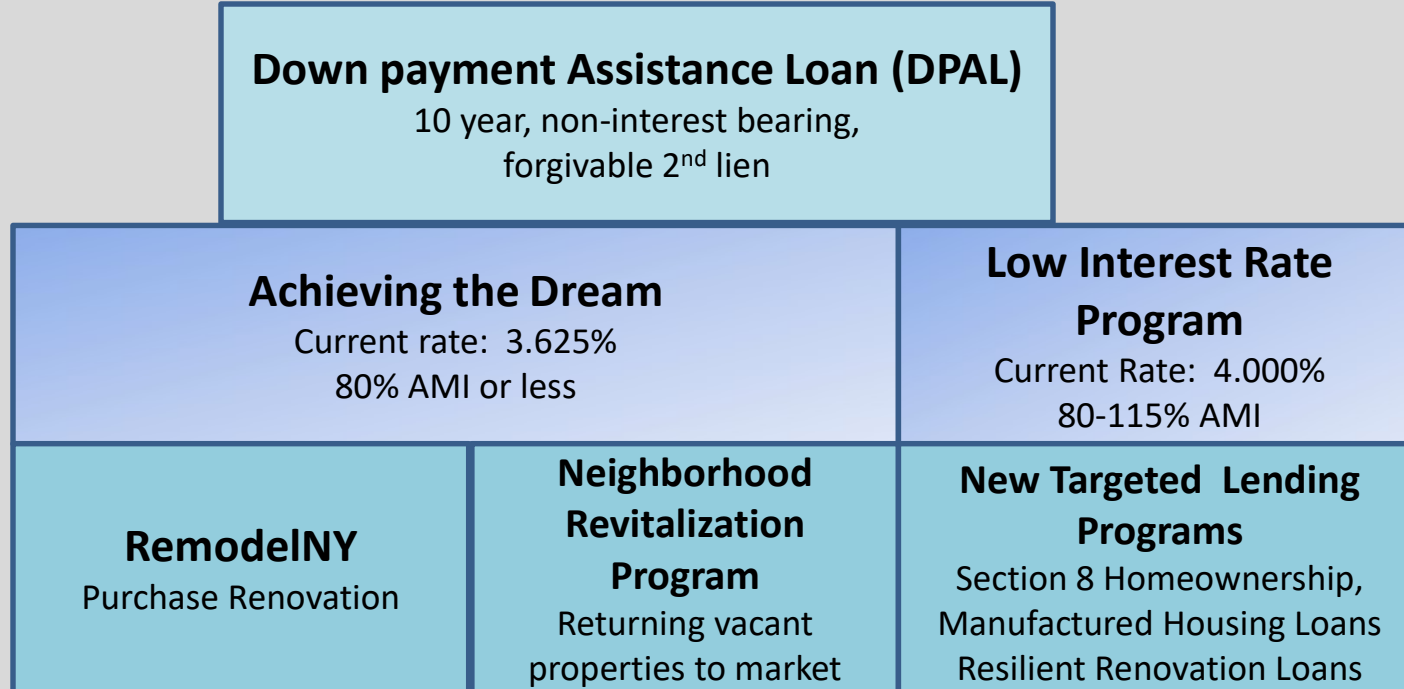 Down payment Assistance Loan (DPAL)
10 year, non-interest bearing,
forgivable 2nd lien
Achieving the Dream
Current rate: 3.625%
80% AMI or less
Low Interest Rate
Program
Current Rate: 4.000%
80-115% AMI
RemodelNY
Purchase Renovation
Neighborhood
Revitalization
Program
Returning vacant
properties to market
New Targeted Lending
Programs
Section 8 Homeownership,
Manufactured Housing Loans
Resilient Renovation Loans